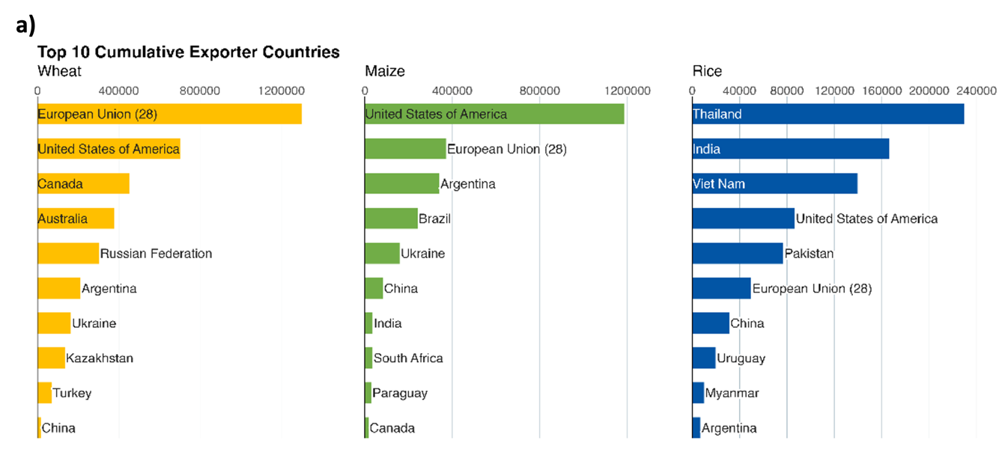 a)
Top 10 Cumulative Exporter Countries
Wheat
0 400000 800000 1200000
European Union (28)
United States of America
Canada
Australia
Russian Federation
Argentina
Ukraine
Kazakhstan
Turkey
China
Maize
0 400000 800000 1200000
United States of America
European Union (28)
Argentina
Brazil
Ukraine
China
India
South Africa
Paraguay
Canada
Rice
0 40000 80000 120000 160000 200000 240000
Thailand
India
Viet Nam
United States of America
Pakistan
European Union (28)
China
Uruguay
Myanmar
Argentina